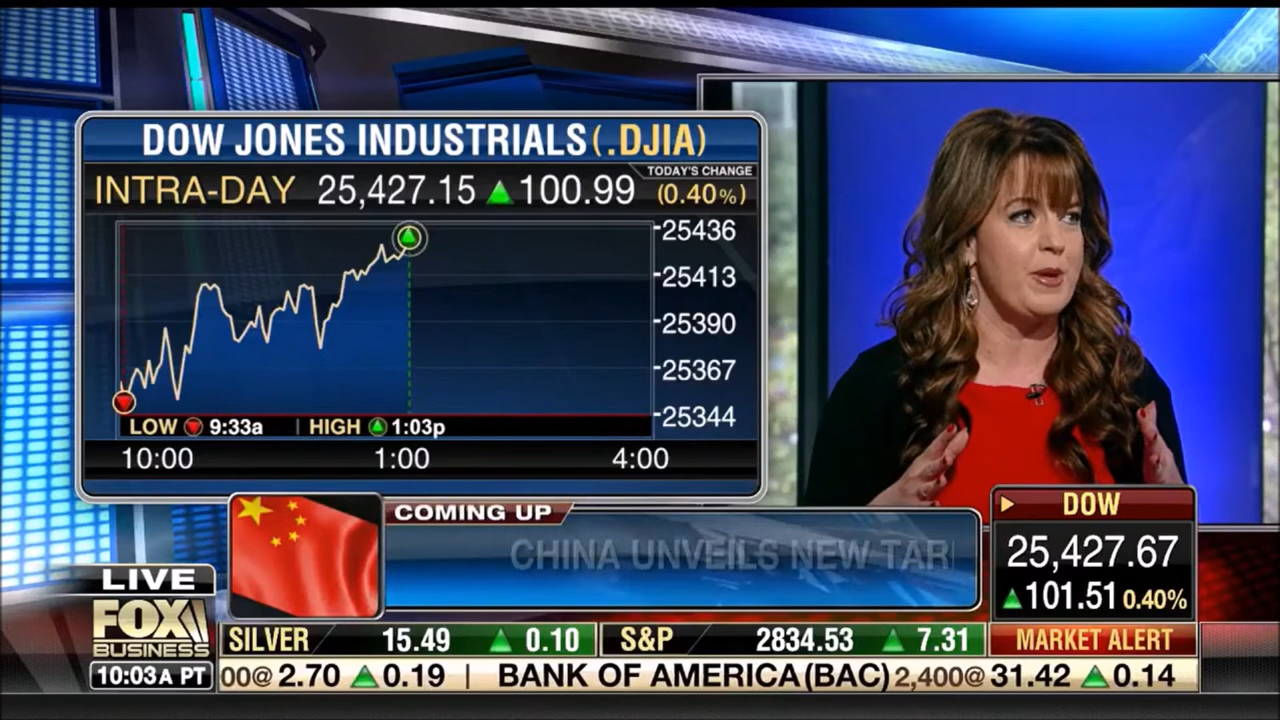 DOW JONES INDUSTRIALS (.DJIA)
TODAY'S CHANGE
INTRA-DAY 25,427.15 100.99 (0.40%)
25436
25413
25390
25367
25344
LOW 9:33a | HIGH 1:03p
10:00 1:00 4:00
COMING UP
CHINA UNVEILS NEW TAR
DOW
25,427.67
101.51 0.40%
LIVE
FOX
BUSINESS
10:03A PT
SILVER 15.49 0.10 S&P 2834.53 7.31 MARKET ALERT
00@ 2.70 0.19 | BANK OF AMERICA (BAC) 2,400@ 31.42 0.14